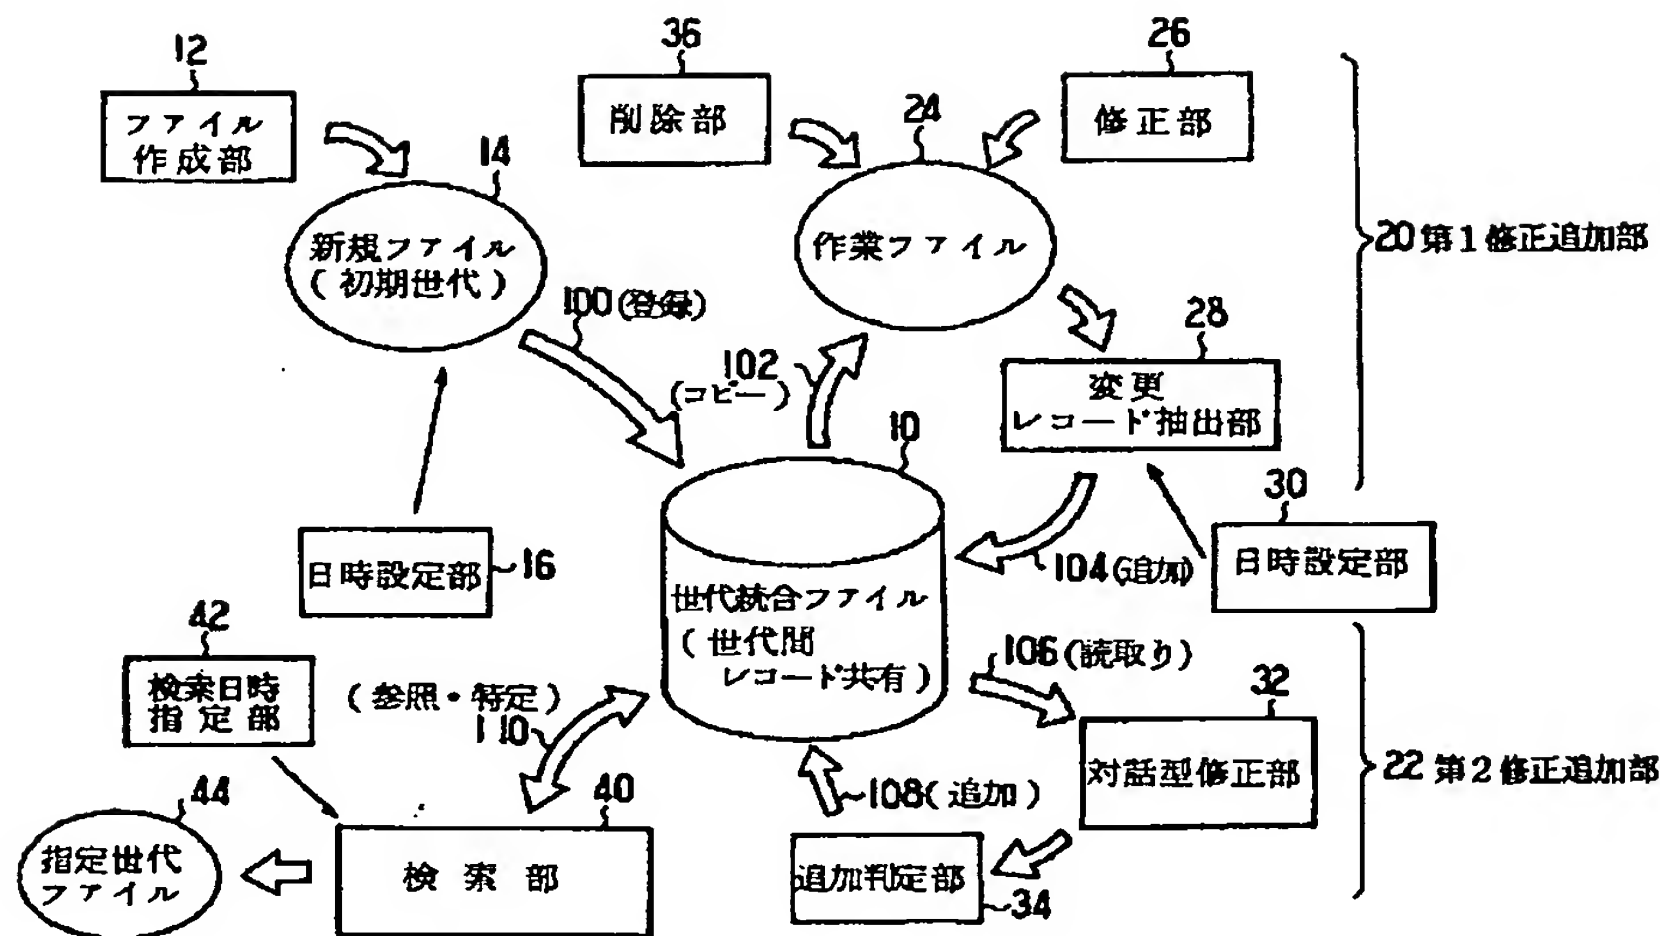 12
ファイル
作成部
36
削除部
26
修正部
24
作業ファイル
14
新規ファイル
(初期世代)
20第1修正追加部
100(登録)
102
(コピー)
28
変更
レコード抽出部
10
世代統合ファイル
(世代間
レコード共有)
30
日時設定部
104(追加)
日時設定部
16
42
検索日時
指定部
(参照・特定)
110
106(読取り)
32
対話型修正部
22第2修正追加部
108(追加)
追加判定部
34
44
指定世代
ファイル
40
検索部